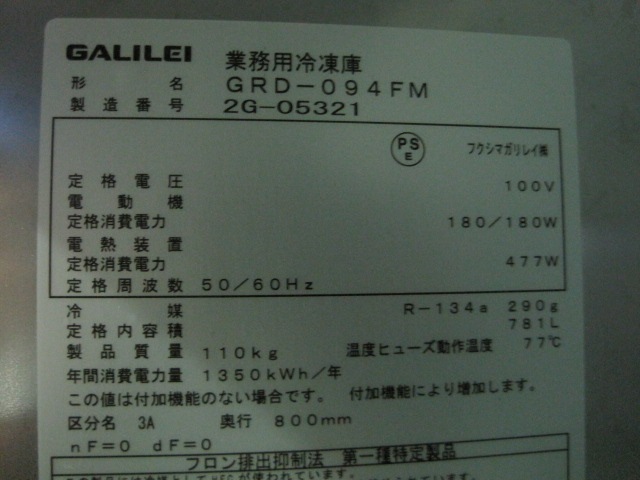 GALILEI 業務用冷凍庫
形名 GRD-094FM
製造番号 2G-05321
PS E フクシマガリレイ㈱
定格電圧 100V
電動機
定格消費電力 180/180W
電熱装置
定格消費電力 477W
定格周波数 50/60Hz
冷媒 R-134a 290g
定格内容積 781L
製品質量 110kg 温度ヒューズ動作温度 77℃
年間消費電力量 1350kWh/年
この値は付加機能のない場合です。 付加機能により増加します。
区分名 3A 奥行 800mm
nF=0 dF=0
フロン排出抑制法 第一種特定製品